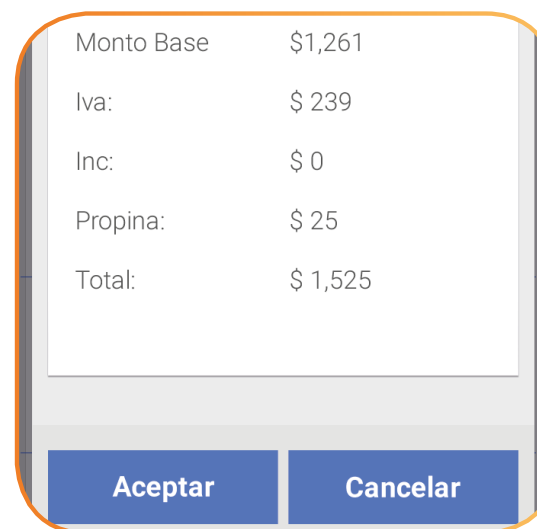 Monto Base $1,261
Iva: $ 239
Inc: $ 0
Propina: $ 25
Total: $ 1,525
Aceptar Cancelar